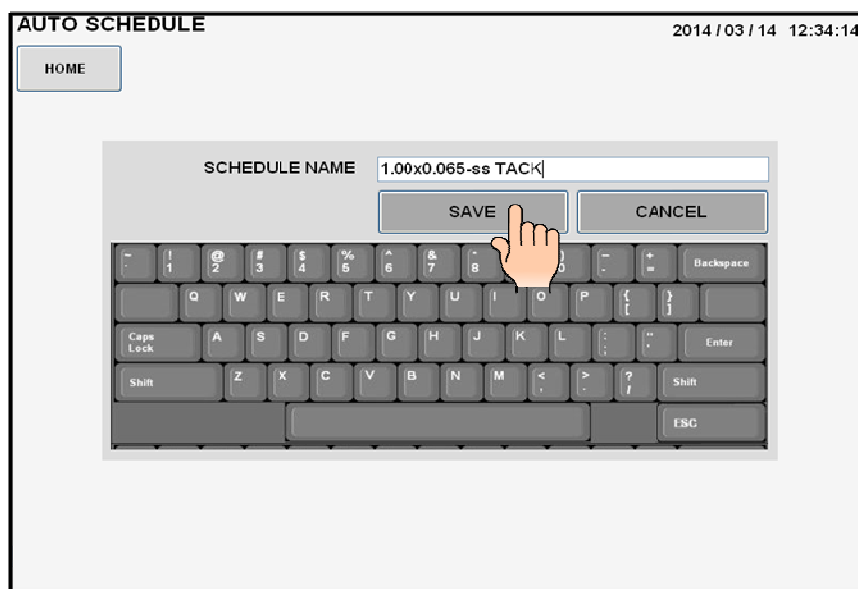 AUTO SCHEDULE
2014 / 03 / 14 12:34:14
HOME
SCHEDULE NAME 1.00x0.065-ss TACK
SAVE CANCEL
~ ! @ # $ % ^ & - ) - + Backspace
` 1 2 3 4 5 6 7 8 0 - =
Q W E R T Y U I O P { }
[ ]
Caps Lock A S D F G H J K L : " Enter
;
Shift Z X C V B N M < > ? Shift
, . /
ESC